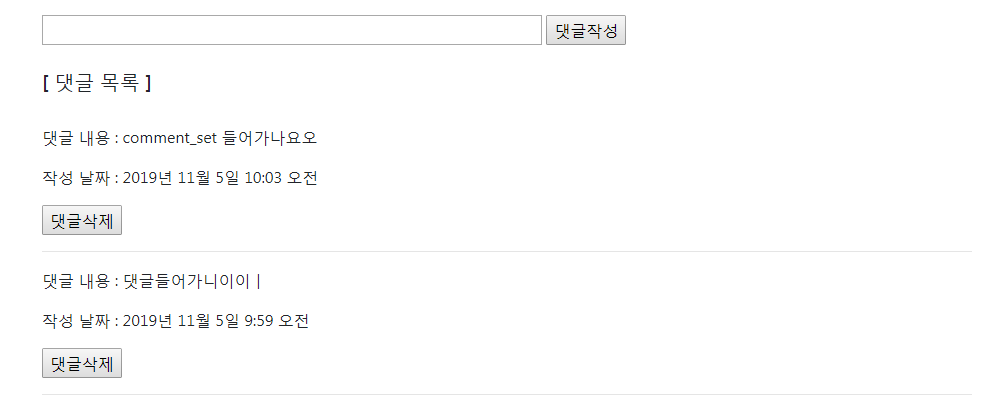 댓글작성
[ 댓글 목록 ]
댓글 내용 : comment_set 들어가나요오
작성 날짜 : 2019년 11월 5일 10:03 오전
댓글삭제
댓글 내용 : 댓글들어가니이이ㅣ
작성 날짜 : 2019년 11월 5일 9:59 오전
댓글삭제